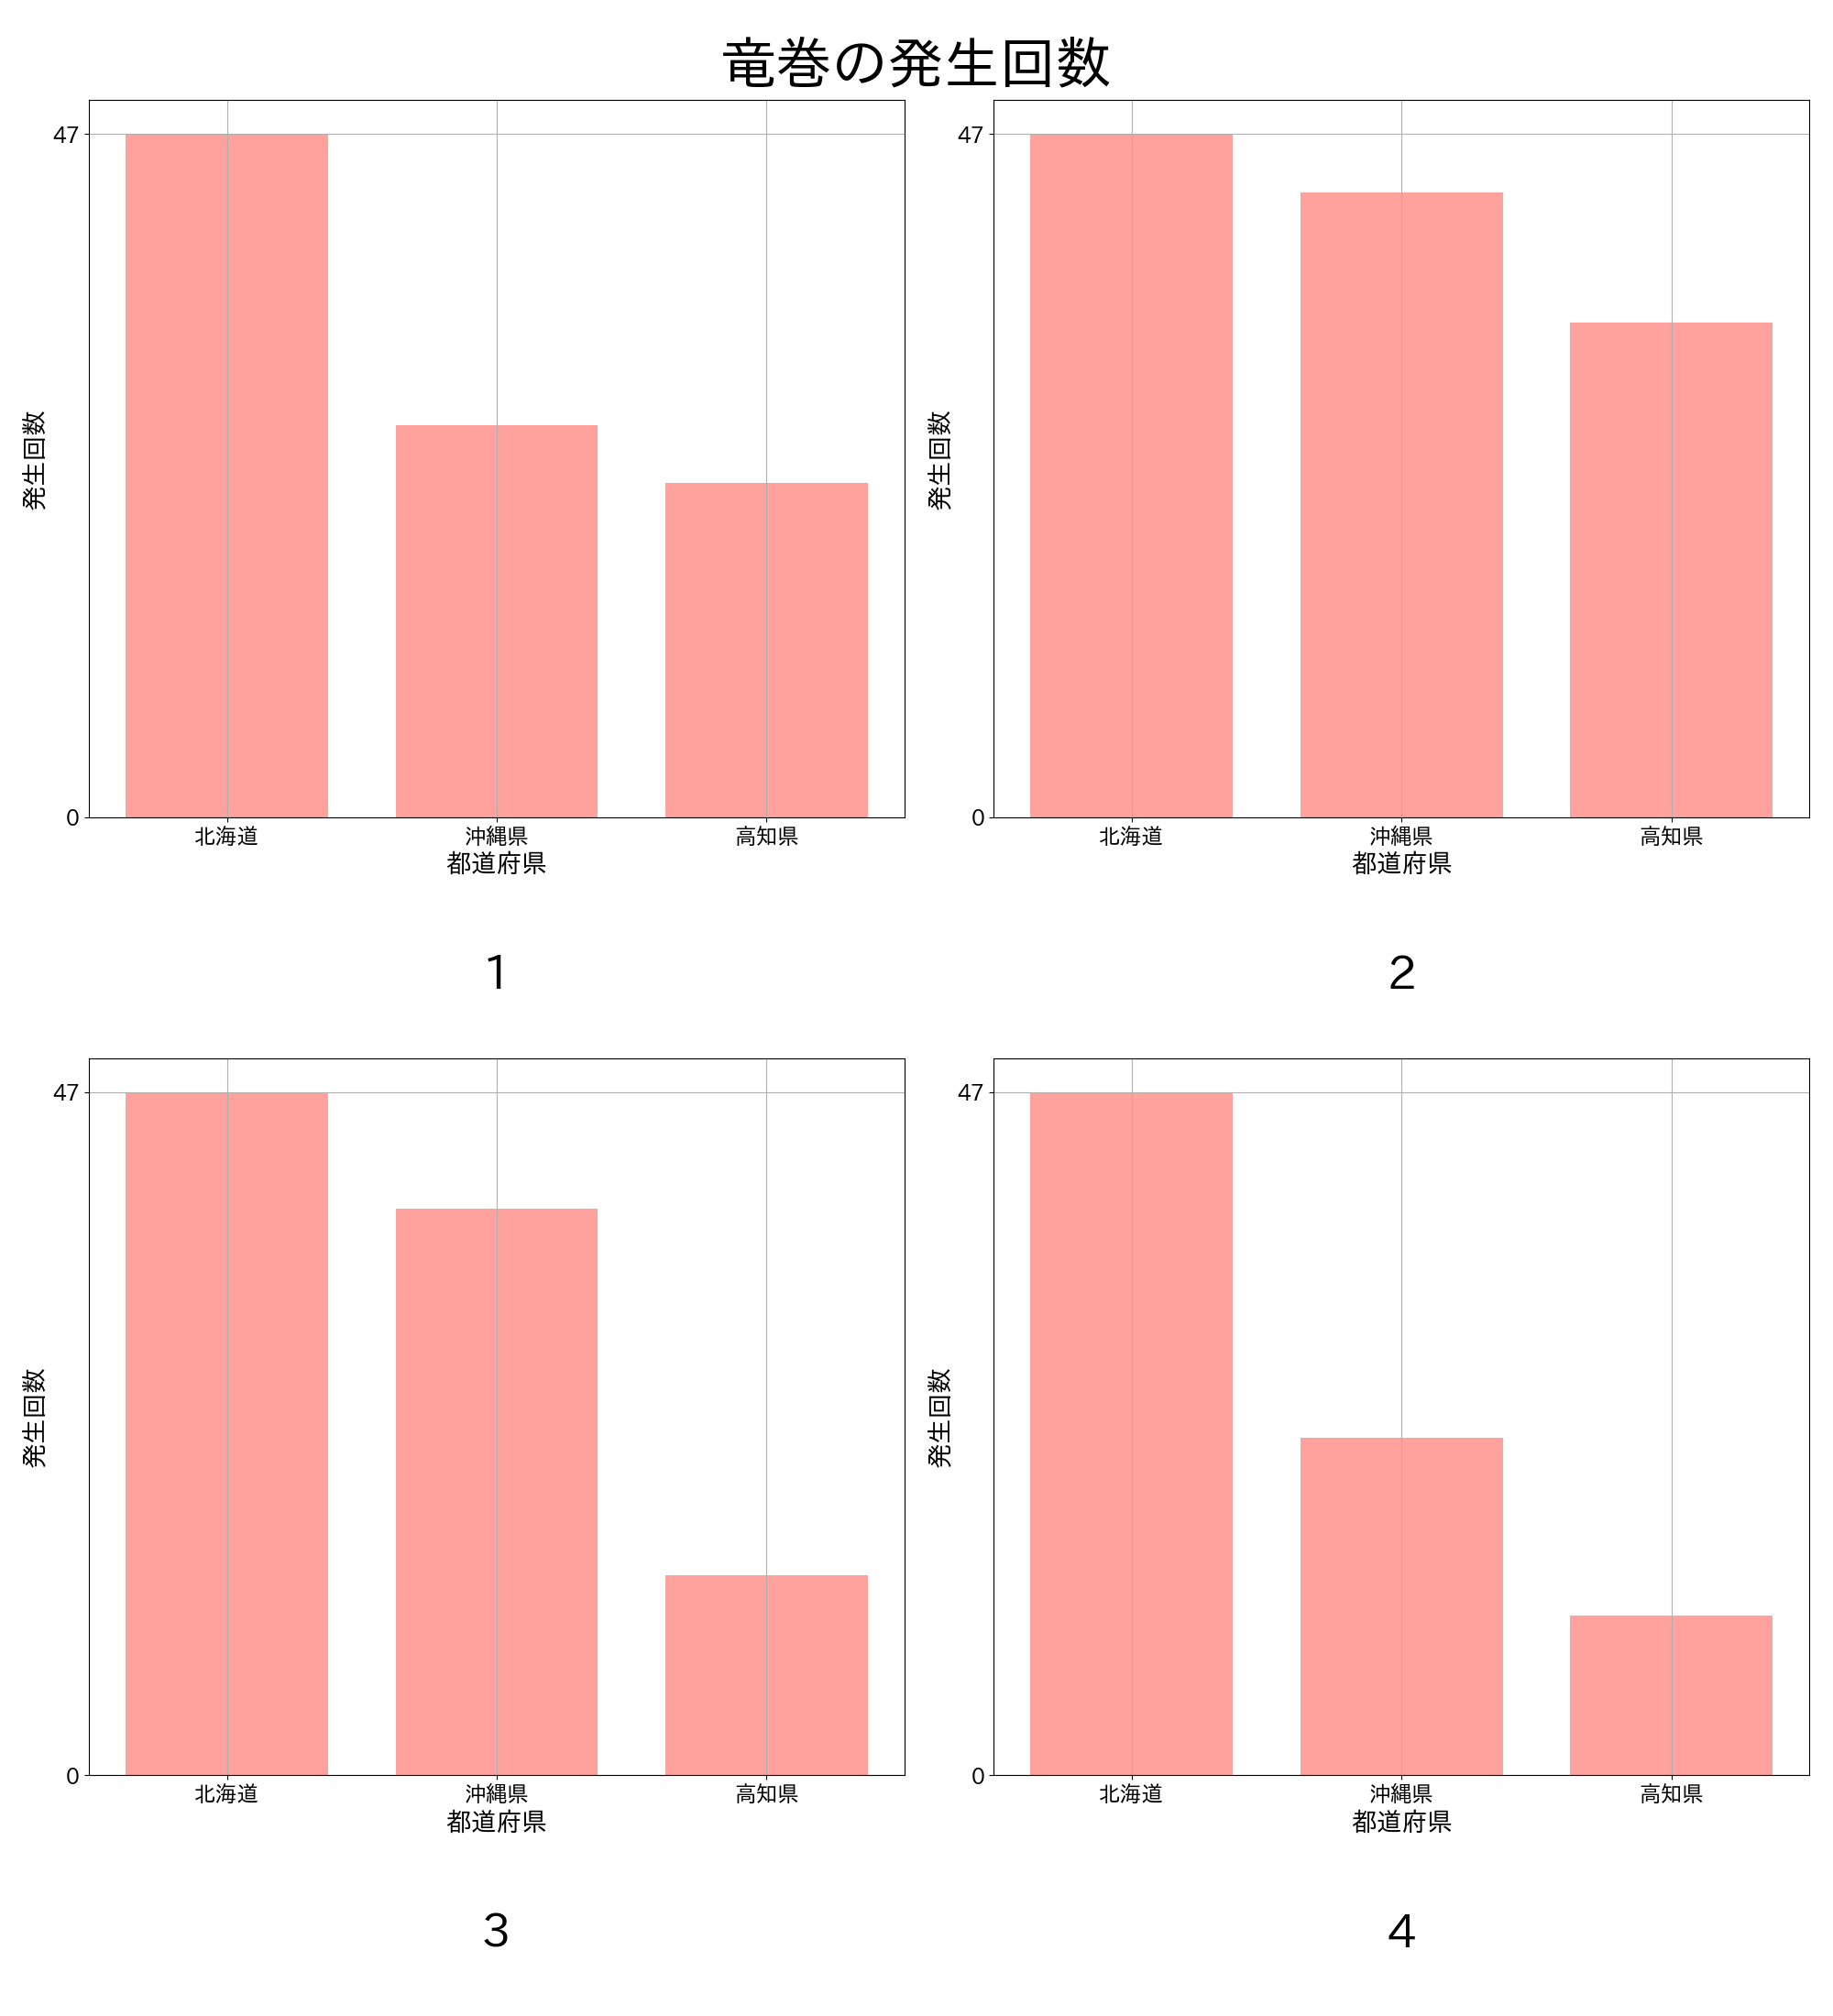 竜巻の発生回数
47
発生回数
0
北海道 沖縄県 高知県
都道府県
1
47
発生回数
0
北海道 沖縄県 高知県
都道府県
2
47
発生回数
0
北海道 沖縄県 高知県
都道府県
3
47
発生回数
0
北海道 沖縄県 高知県
都道府県
4